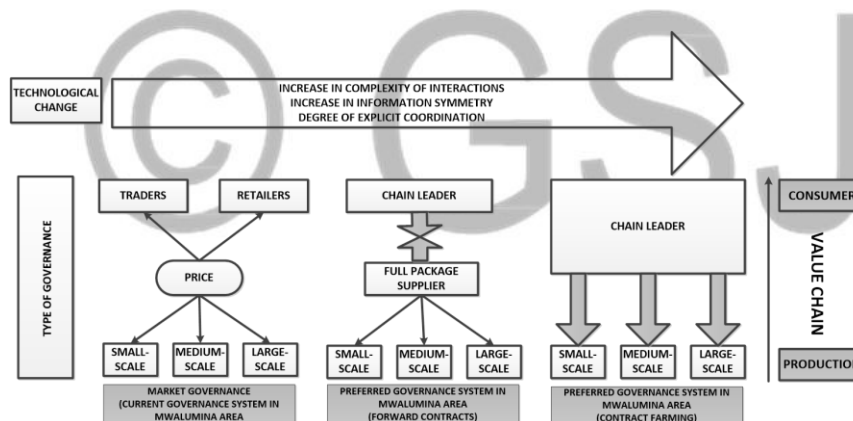 © GSJ
TECHNOLOGICAL
CHANGE
INCREASE IN COMPLEXITY OF INTERACTIONS
INCREASE IN INFORMATION SYMMETRY
DEGREE OF EXPLICIT COORDINATION
TYPE OF GOVERNANCE
TRADERS
RETAILERS
PRICE
SMALL-
SCALE
MEDIUM-
SCALE
LARGE-
SCALE
MARKET GOVERNANCE
(CURRENT GOVERNANCE SYSTEM IN
MWALUMINA AREA
CHAIN LEADER
FULL PACKAGE
SUPPLIER
SMALL-
SCALE
MEDIUM-
SCALE
LARGE-
SCALE
PREFERRED GOVERNANCE SYSTEM IN
MWALUMINA AREA
(FORWARD CONTRACTS)
CHAIN LEADER
SMALL-
SCALE
MEDIUM-
SCALE
LARGE-
SCALE
PREFERRED GOVERNANCE SYSTEM IN
MWALUMINA AREA
(CONTRACT FARMING)
CONSUMER
VALUE CHAIN
PRODUCTION